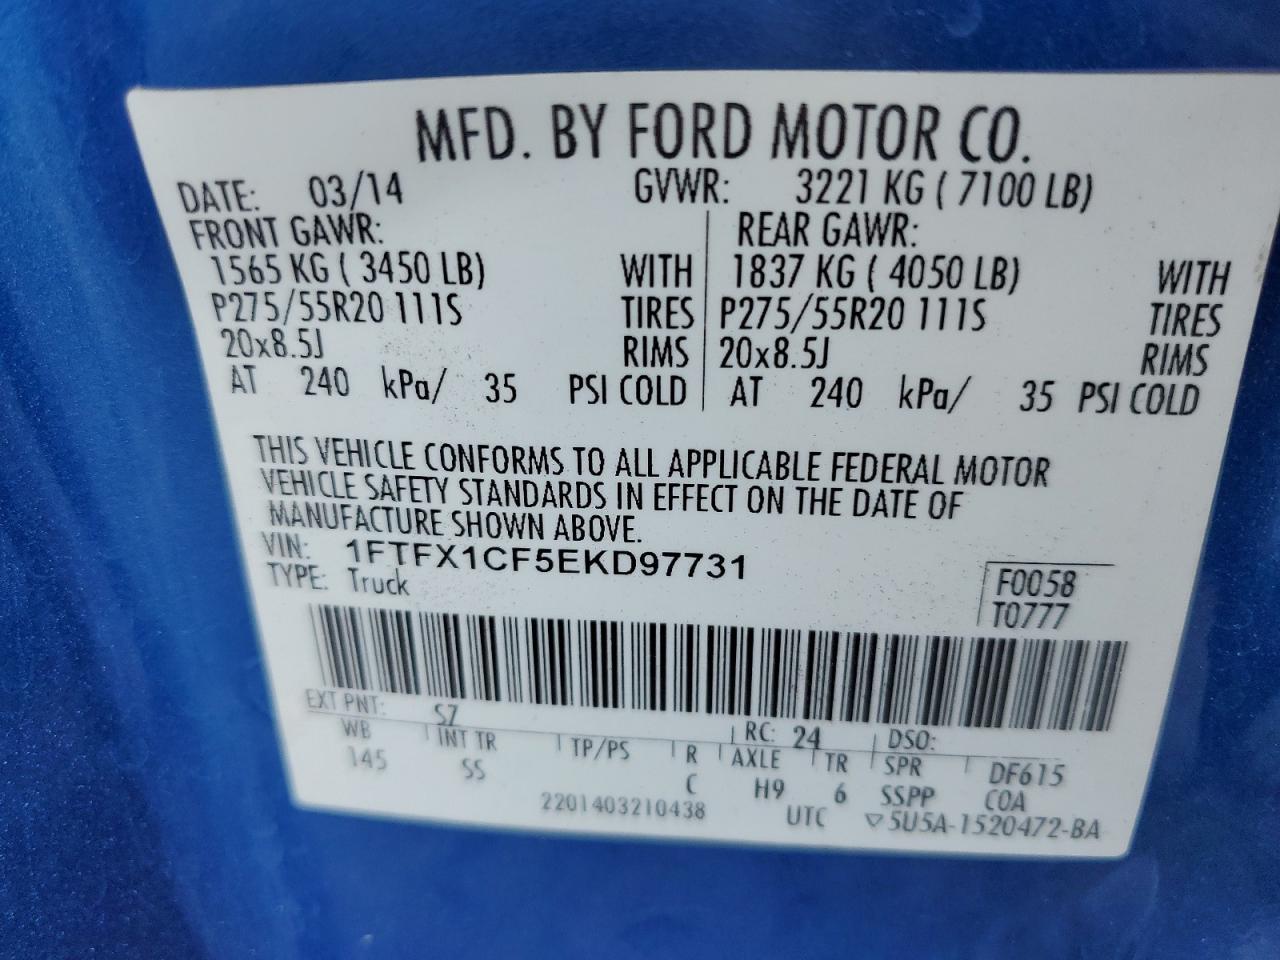 MFD. BY FORD MOTOR CO.
DATE: 03/14 GVWR: 3221 KG ( 7100 LB)
FRONT GAWR: REAR GAWR:
1565 KG ( 3450 LB) WITH 1837 KG ( 4050 LB) WITH
P275/55R20 111S TIRES P275/55R20 111S TIRES
20x8.5J RIMS 20x8.5J RIMS
AT 240 kPa/ 35 PSI COLD AT 240 kPa/ 35 PSI COLD
THIS VEHICLE CONFORMS TO ALL APPLICABLE FEDERAL MOTOR
VEHICLE SAFETY STANDARDS IN EFFECT ON THE DATE OF
MANUFACTURE SHOWN ABOVE.
VIN: 1FTFX1CF5EKD97731
TYPE: Truck
F0058
T0777
EXT PNT: SZ RC: 24 DSO:
WB INT TR TP/PS R AXLE TR SPR DF615
145 SS C H9 6 SSPP COA
2201403210438 UTC ▽5U5A-1520472-BA